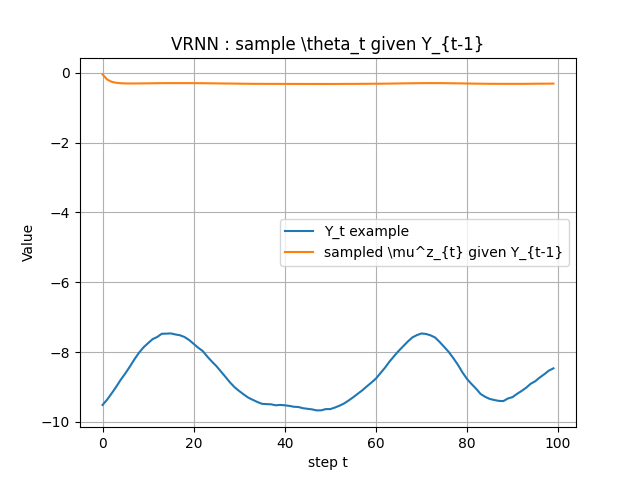 VRNN : sample \theta_t given Y_{t-1}
Value
0
−2
−4
−6
−8
−10
Y_t example
sampled \mu^z_{t} given Y_{t-1}
0
20
40
60
80
100
step t